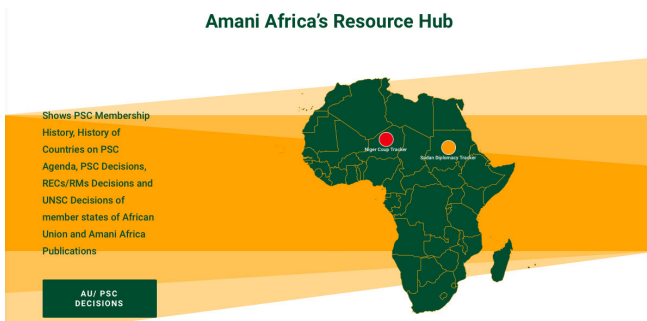 Amani Africa's Resource Hub
Shows PSC Membership
History, History of
Countries on PSC
Agenda, PSC Decisions,
RECs/RMs Decisions and
UNSC Decisions of
member states of African
Union and Amani Africa
Publications
Niger Coup Tracker
Sudan Diplomacy Tracker
AU/ PSC
DECISIONS